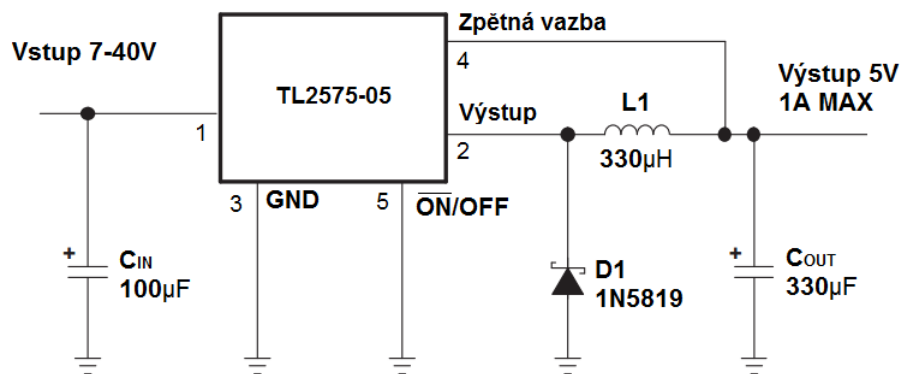 Zpětná vazba
Vstup 7-40V
4
TL2575-05
Výstup 5V
1A MAX
L1
Výstup
1
2
330µH
GND
3
5
ON/OFF
+
CIN
100µF
D1
1N5819
+
COUT
330µF